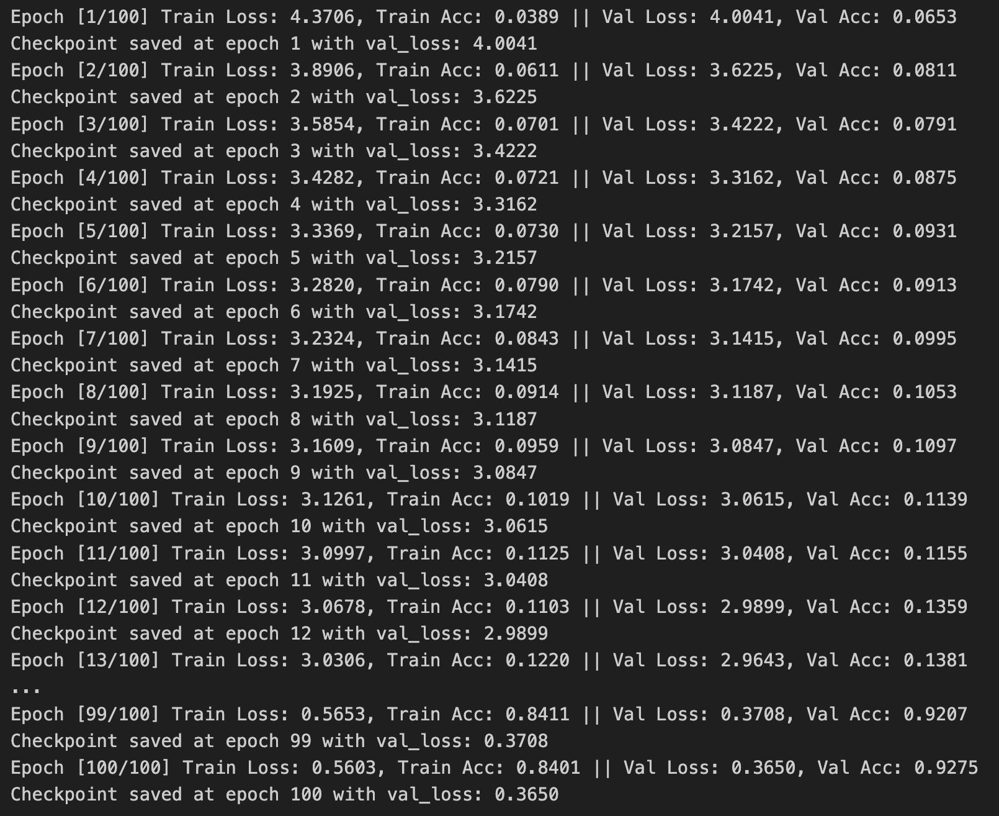 Epoch [1/100] Train Loss: 4.3706, Train Acc: 0.0389 || Val Loss: 4.0041, Val Acc: 0.0653
Checkpoint saved at epoch 1 with val_loss: 4.0041
Epoch [2/100] Train Loss: 3.8906, Train Acc: 0.0611 || Val Loss: 3.6225, Val Acc: 0.0811
Checkpoint saved at epoch 2 with val_loss: 3.6225
Epoch [3/100] Train Loss: 3.5854, Train Acc: 0.0701 || Val Loss: 3.4222, Val Acc: 0.0791
Checkpoint saved at epoch 3 with val_loss: 3.4222
Epoch [4/100] Train Loss: 3.4282, Train Acc: 0.0721 || Val Loss: 3.3162, Val Acc: 0.0875
Checkpoint saved at epoch 4 with val_loss: 3.3162
Epoch [5/100] Train Loss: 3.3369, Train Acc: 0.0730 || Val Loss: 3.2157, Val Acc: 0.0931
Checkpoint saved at epoch 5 with val_loss: 3.2157
Epoch [6/100] Train Loss: 3.2820, Train Acc: 0.0790 || Val Loss: 3.1742, Val Acc: 0.0913
Checkpoint saved at epoch 6 with val_loss: 3.1742
Epoch [7/100] Train Loss: 3.2324, Train Acc: 0.0843 || Val Loss: 3.1415, Val Acc: 0.0995
Checkpoint saved at epoch 7 with val_loss: 3.1415
Epoch [8/100] Train Loss: 3.1925, Train Acc: 0.0914 || Val Loss: 3.1187, Val Acc: 0.1053
Checkpoint saved at epoch 8 with val_loss: 3.1187
Epoch [9/100] Train Loss: 3.1609, Train Acc: 0.0959 || Val Loss: 3.0847, Val Acc: 0.1097
Checkpoint saved at epoch 9 with val_loss: 3.0847
Epoch [10/100] Train Loss: 3.1261, Train Acc: 0.1019 || Val Loss: 3.0615, Val Acc: 0.1139
Checkpoint saved at epoch 10 with val_loss: 3.0615
Epoch [11/100] Train Loss: 3.0997, Train Acc: 0.1125 || Val Loss: 3.0408, Val Acc: 0.1155
Checkpoint saved at epoch 11 with val_loss: 3.0408
Epoch [12/100] Train Loss: 3.0678, Train Acc: 0.1103 || Val Loss: 2.9899, Val Acc: 0.1359
Checkpoint saved at epoch 12 with val_loss: 2.9899
Epoch [13/100] Train Loss: 3.0306, Train Acc: 0.1220 || Val Loss: 2.9643, Val Acc: 0.1381
...
Epoch [99/100] Train Loss: 0.5653, Train Acc: 0.8411 || Val Loss: 0.3708, Val Acc: 0.9207
Checkpoint saved at epoch 99 with val_loss: 0.3708
Epoch [100/100] Train Loss: 0.5603, Train Acc: 0.8401 || Val Loss: 0.3650, Val Acc: 0.9275
Checkpoint saved at epoch 100 with val_loss: 0.3650